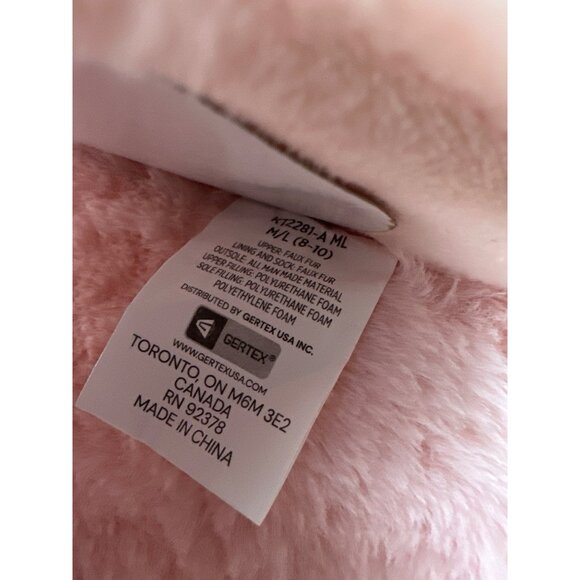 K12281-A ML
M/L (8-10)
UPPER: FAUX FUR
LINING AND SOCK: FAUX FUR
OUTSOLE: ALL MAN MADE MATERIAL
UPPER FILLING: POLYURETHANE FOAM
SOLE FILLING: POLYURETHANE FOAM
POLYETHYLENE FOAM
DISTRIBUTED BY GERTEX USA INC.
GERTEX®
WWW.GERTEXUSA.COM
TORONTO, ON M6M 3E2
CANADA
RN 92378
MADE IN CHINA